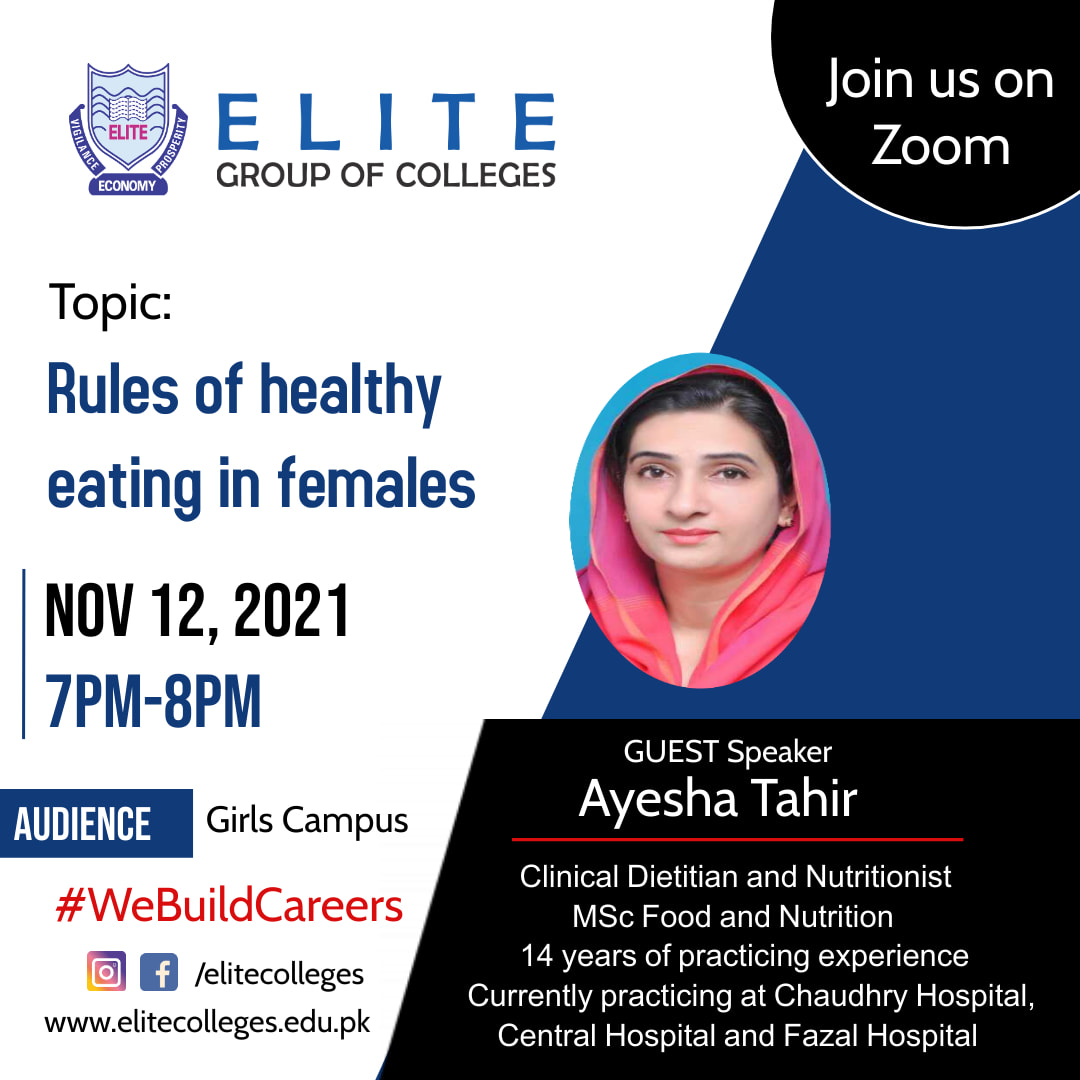 ELITE
VIGILANCE
ECONOMY
PROSPERITY
ELITE
GROUP OF COLLEGES
Join us on
Zoom
Topic:
Rules of healthy
eating in females
NOV 12, 2021
7PM-8PM
AUDIENCE
Girls Campus
#WeBuildCareers
/elitecolleges
www.elitecolleges.edu.pk
GUEST Speaker
Ayesha Tahir
Clinical Dietitian and Nutritionist
MSc Food and Nutrition
14 years of practicing experience
Currently practicing at Chaudhry Hospital,
Central Hospital and Fazal Hospital